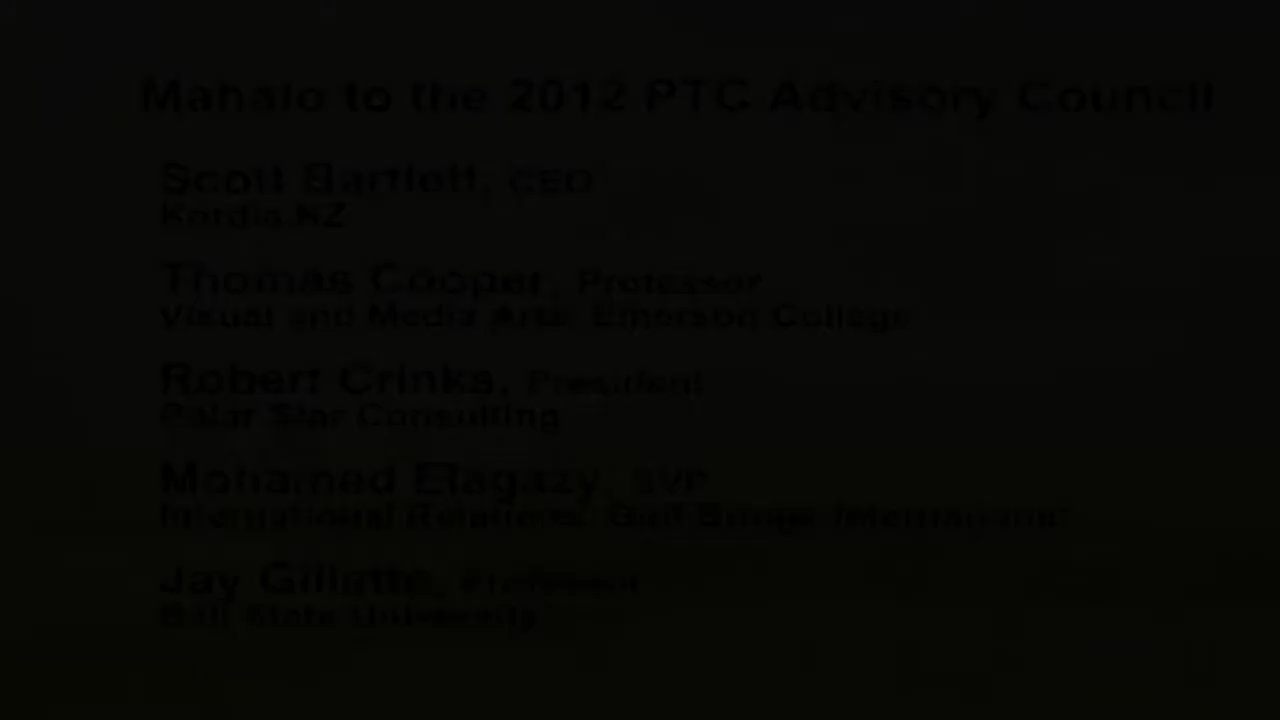 Mahalo to the 2012 PTC Advisory Council
Scott Bartlett, CEO
Kordia NZ
Thomas Cooper, Professor
Visual and Media Arts, Emerson College
Robert Crinks, President
Polar Star Consulting
Mohamed Elagazy, SVP
International Relations, Gulf Bridge International
Jay Gillette, Professor
Ball State University